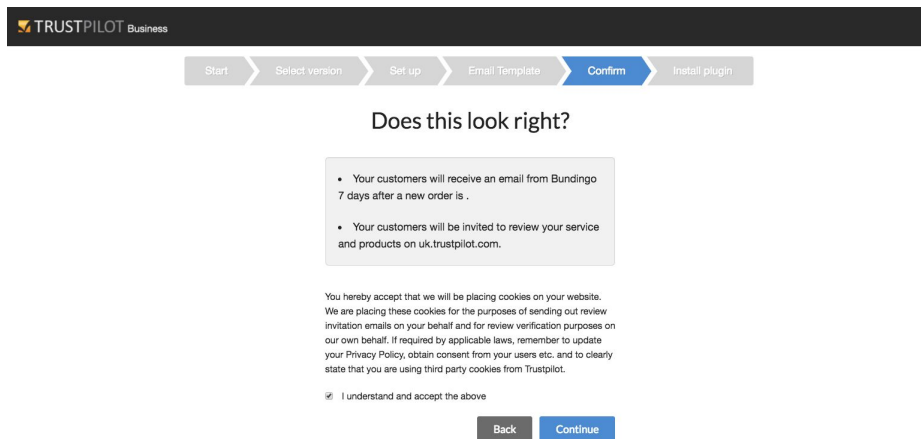 TRUSTPILOT Business
Start Select version Set up Email Template Confirm Install plugin
Does this look right?
• Your customers will receive an email from Bundingo
7 days after a new order is .
• Your customers will be invited to review your service
and products on uk.trustpilot.com.
You hereby accept that we will be placing cookies on your website.
We are placing these cookies for the purposes of sending out review
invitation emails on your behalf and for review verification purposes on
our own behalf. If required by applicable laws, remember to update
your Privacy Policy, obtain consent from your users etc. and to clearly
state that you are using third party cookies from Trustpilot.
I understand and accept the above
Back Continue